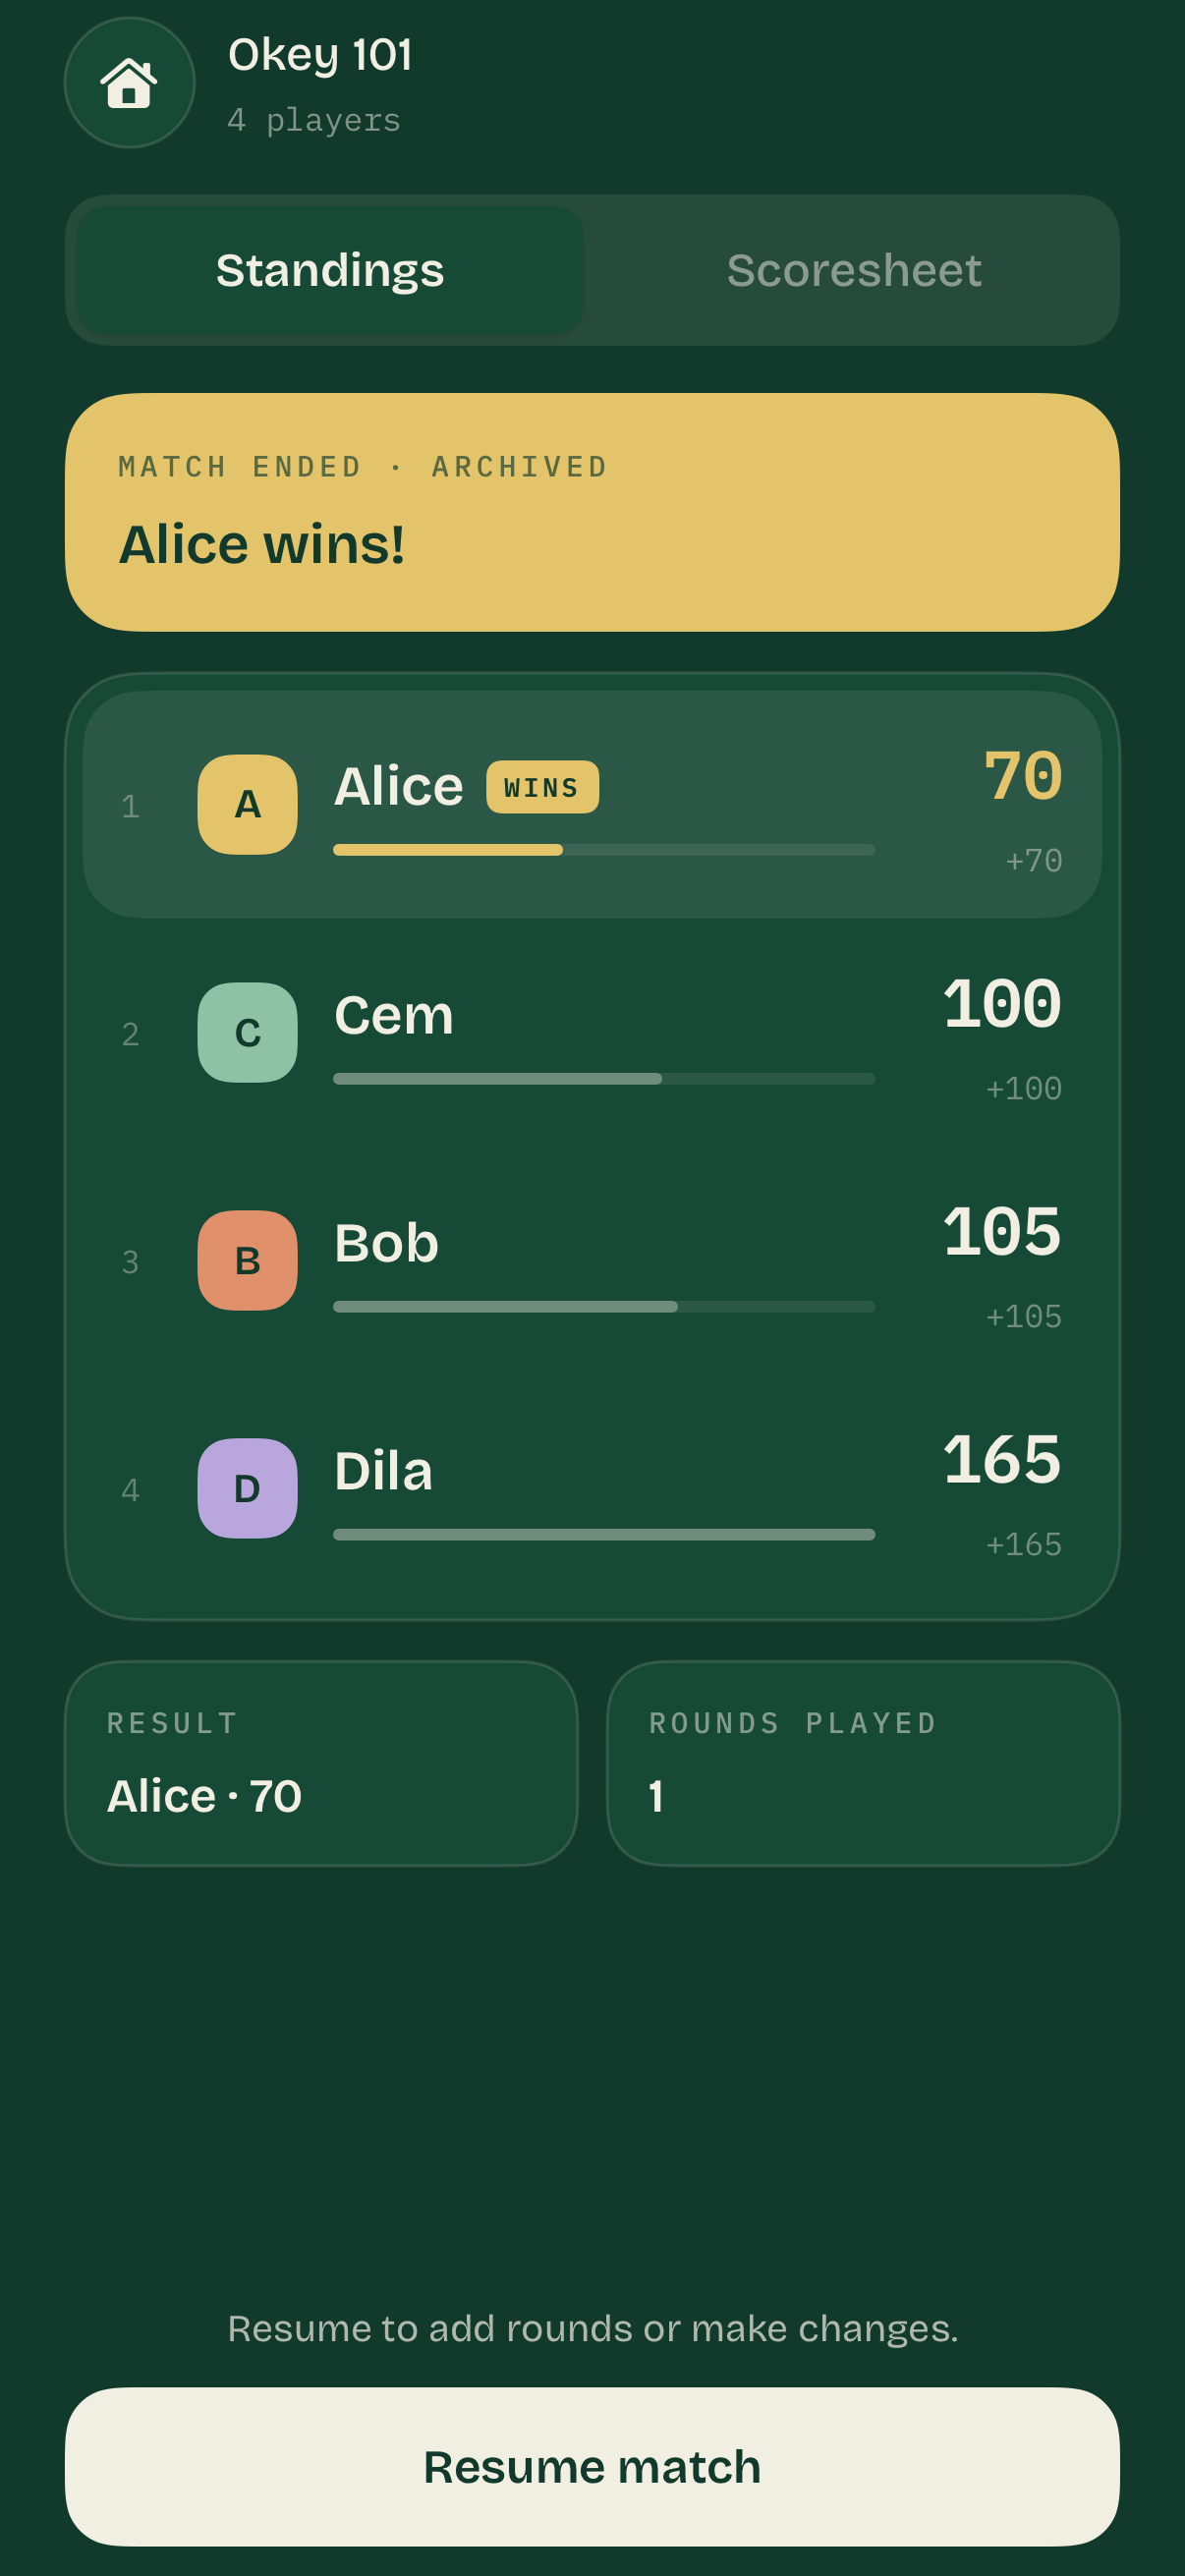 Okey 101
4 players
Standings Scoresheet
MATCH ENDED · ARCHIVED
Alice wins!
1 A Alice WINS 70
+70
2 C Cem 100
+100
3 B Bob 105
+105
4 D Dila 165
+165
RESULT ROUNDS PLAYED
Alice · 70 1
Resume to add rounds or make changes.
Resume match